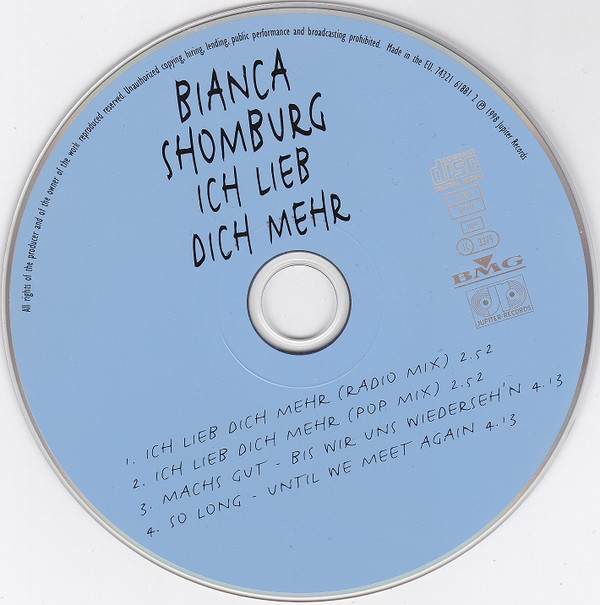 All rights of the producer and of the owner of the work reproduced reserved. Unauthorized copying, hiring, lending, public performance and broadcasting prohibited. Made in the EU. 74321 61881 2 ℗ 1998 Jupiter Records
BIANCA
SHOMBURG
ICH LIEB
DICH MEHR
disc
BMG
JUPITER-RECORDS
1. ICH LIEB DICH MEHR (RADIO MIX) 2.52
2. ICH LIEB DICH MEHR (POP MIX) 2.52
3. MACHS GUT - BIS WIR UNS WIEDERSEH'N 4.13
4. SO LONG - UNTIL WE MEET AGAIN 4.13